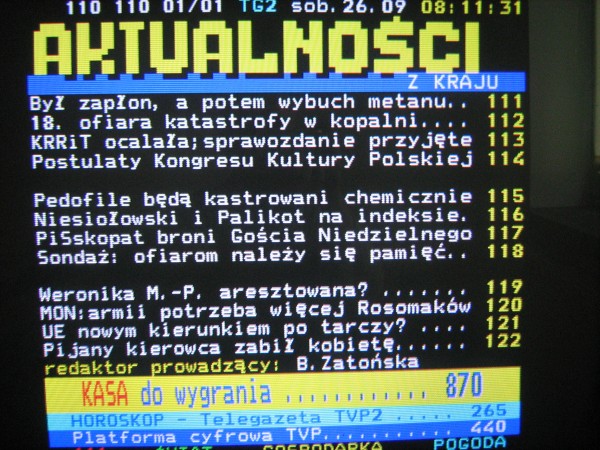 110 110 01/01 TG2 sob.26.09 08:11:31
AKTUALNOŚCI
Z KRAJU
Był zapłon, a potem wybuch metanu.. 111
18. ofiara katastrofy w kopalni.... 112
KRRiT ocalała;sprawozdanie przyjęte 113
Postulaty Kongresu Kultury Polskiej 114
Pedofile będą kastrowani chemicznie 115
Niesiołowski i Palikot na indeksie. 116
PiSskopat broni Gościa Niedzielnego 117
Sondaż: ofiarom należy się pamięć.. 118
Weronika M.-P. aresztowana? ....... 119
MON:armii potrzeba więcej Rosomaków 120
UE nowym kierunkiem po tarczy? .... 121
Pijany kierowca zabił kobietę...... 122
redaktor prowadzący: B.Zatońska
KASA do wygrania ............ 870
HOROSKOP - Telegazeta TVP2 ..... 265
Platforma cyfrowa TVP........... 440
ŚWIAT GOSPODARKA POGODA